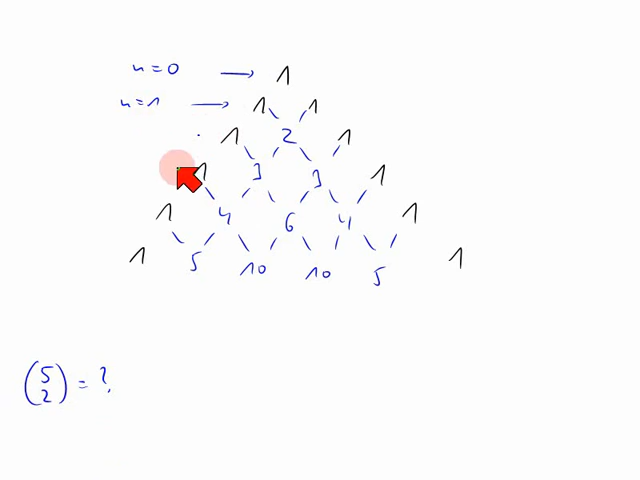 n=0 → 1
n=1 → 1 1
1 2 1
1 3 3 1
1 4 6 4 1
1 5 10 10 5 1
(5 2) = ?